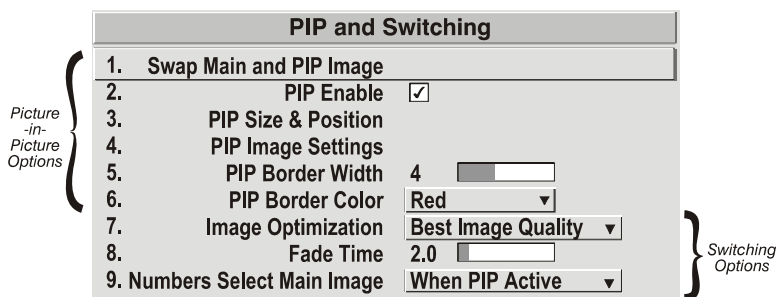 PIP and Switching
Picture
-in-
Picture
Options
1. Swap Main and PIP Image
2. PIP Enable
3. PIP Size & Position
4. PIP Image Settings
5. PIP Border Width 4
6. PIP Border Color Red
7. Image Optimization Best Image Quality
8. Fade Time 2.0
9. Numbers Select Main Image When PIP Active
Switching
Options